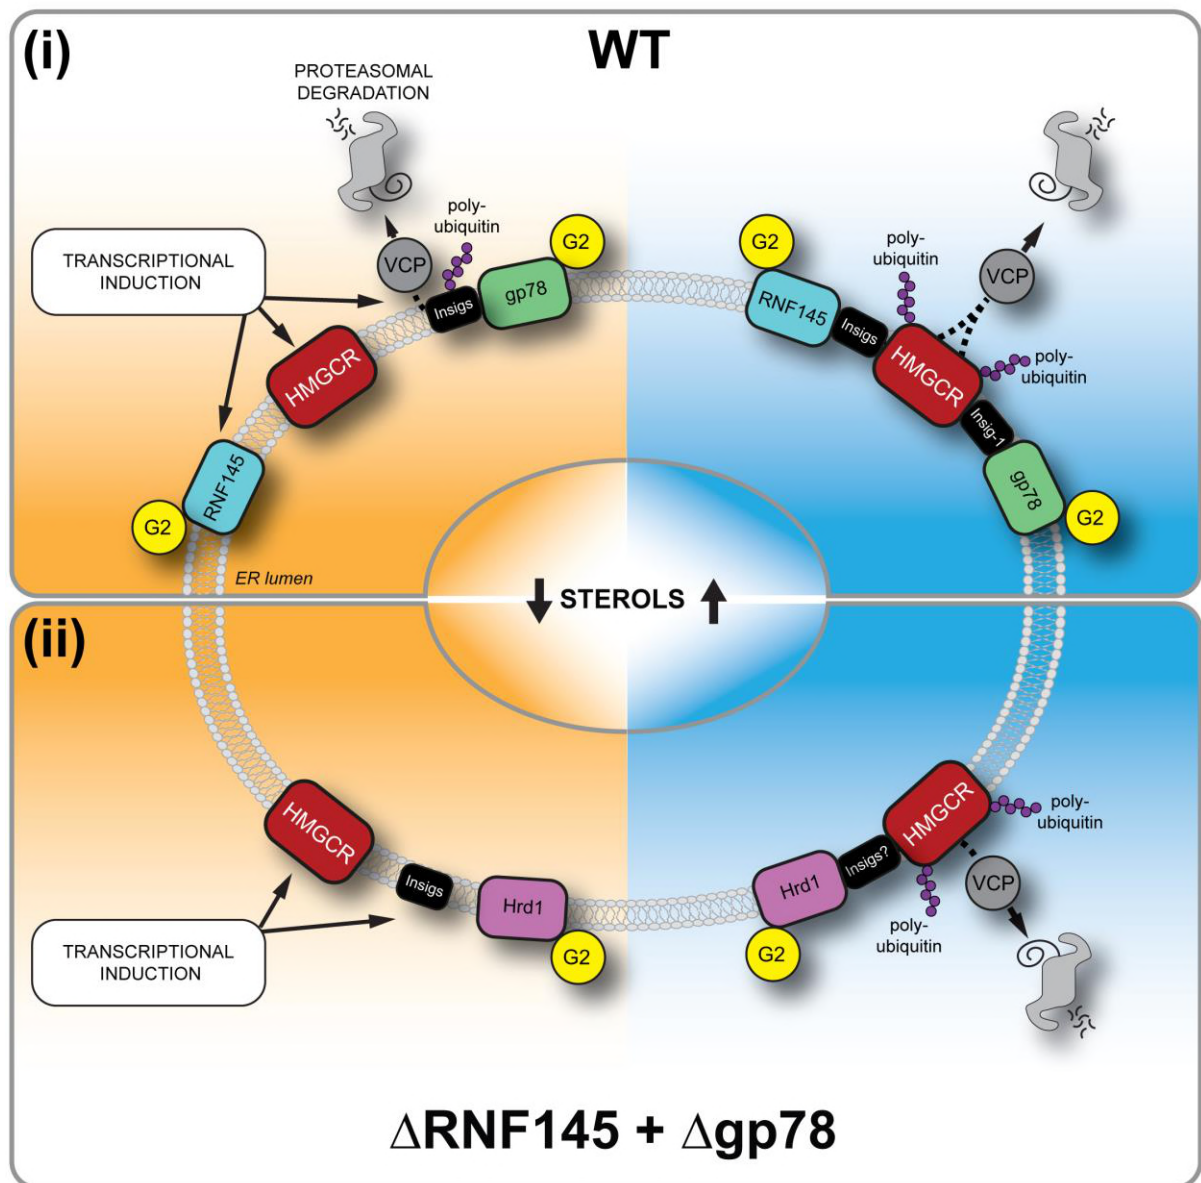 (i)
WT
PROTEASOMAL
DEGRADATION
TRANSCRIPTIONAL
INDUCTION
poly-
ubiquitin
VCP
Insigs
gp78
G2
HMGCR
RNF145
G2
ER lumen
G2
RNF145
Insigs
poly-
ubiquitin
HMGCR
VCP
poly-
ubiquitin
Insig-1
gp78
G2
STEROLS
(ii)
HMGCR
Insigs
Hrd1
G2
TRANSCRIPTIONAL
INDUCTION
HMGCR
poly-
ubiquitin
Insigs?
Hrd1
G2
VCP
poly-
ubiquitin
ΔRNF145 + Δgp78